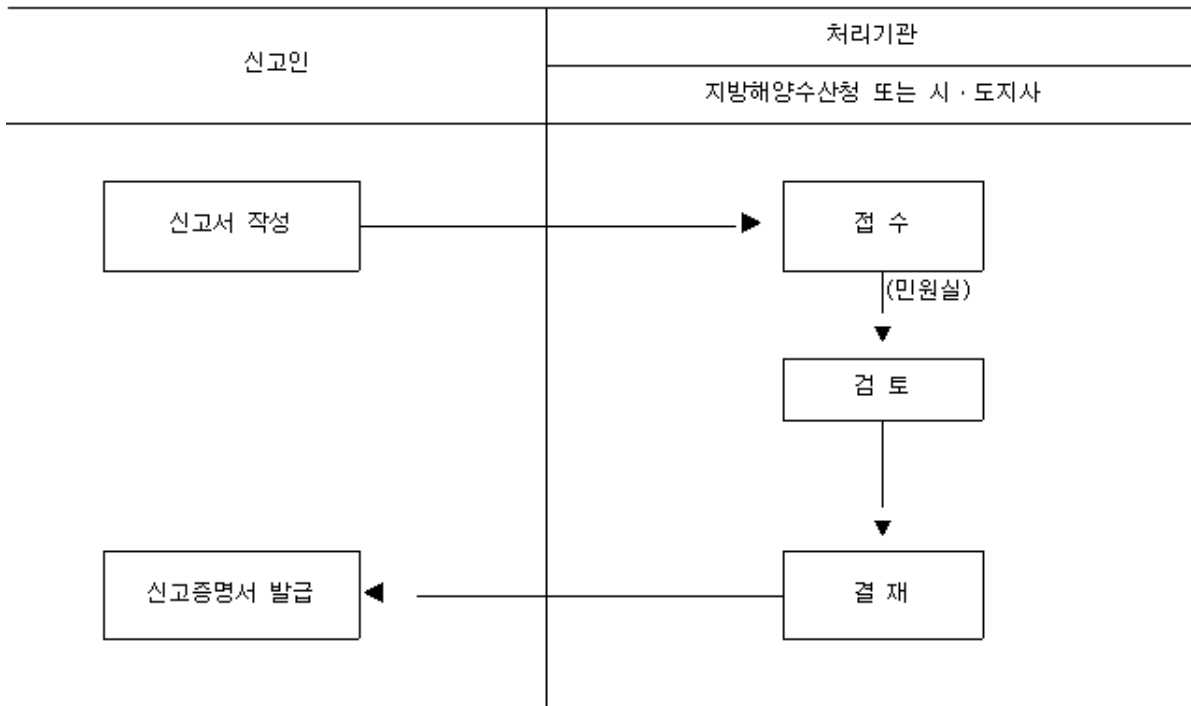 신고인
처리기관
지방해양수산청 또는 시 · 도지사
신고서 작성
접 수
(민원실)
검 토
신고증명서 발급
결 재